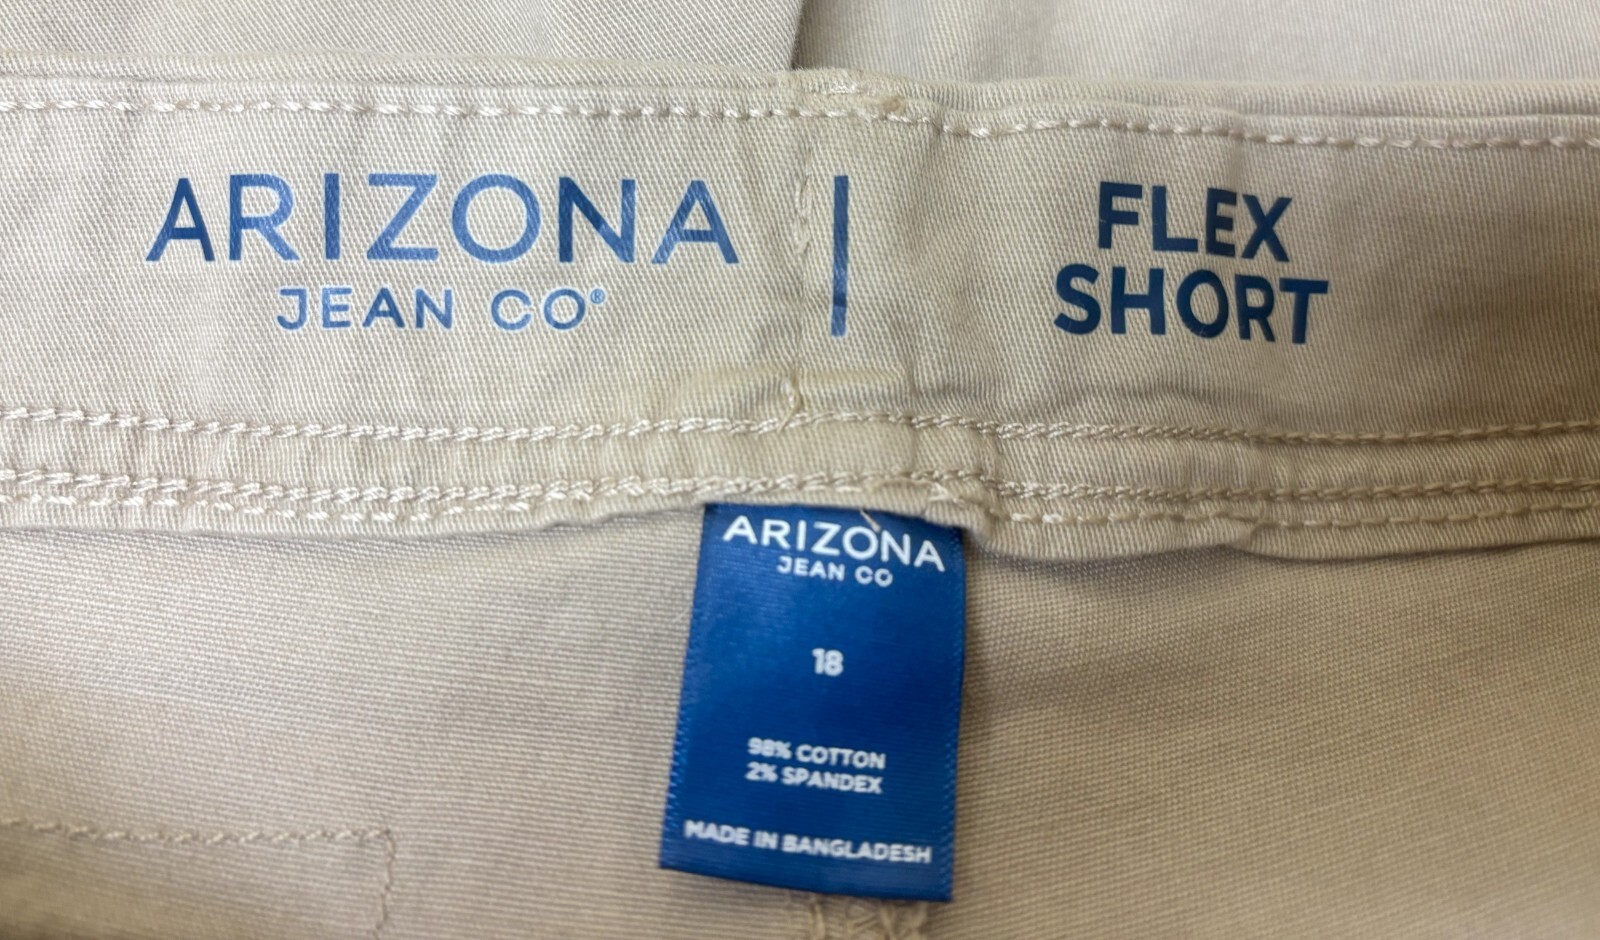 ARIZONA
JEAN CO®
FLEX
SHORT
ARIZONA
JEAN CO
18
98% COTTON
2% SPANDEX
MADE IN BANGLADESH